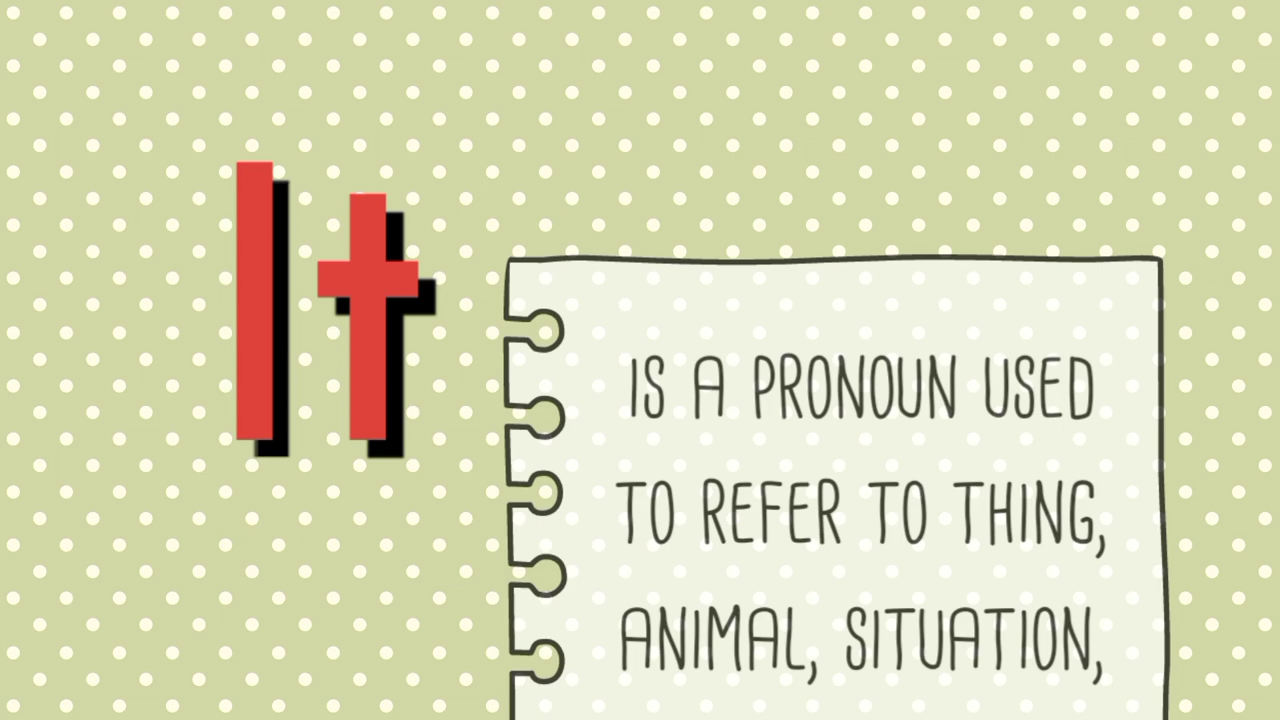 It
IS A PRONOUN USED
TO REFER TO THING,
ANIMAL, SITUATION,